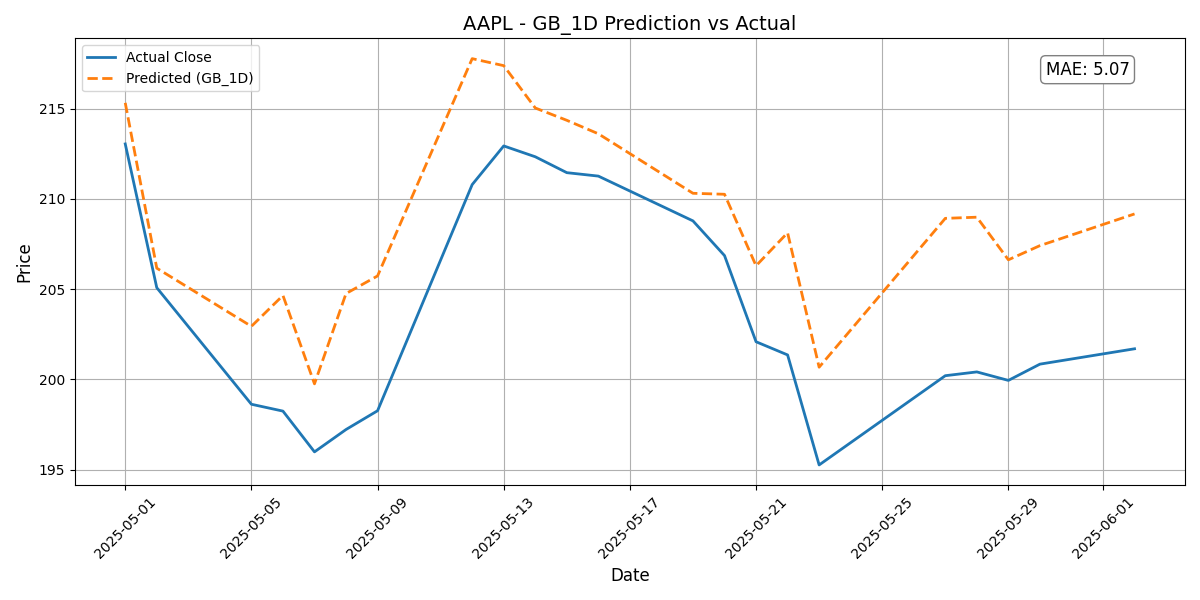 AAPL - GB_1D Prediction vs Actual
Actual Close
Predicted (GB_1D)
MAE: 5.07
Price
215
210
205
200
195
2025-05-01
2025-05-05
2025-05-09
2025-05-13
2025-05-17
2025-05-21
2025-05-25
2025-05-29
2025-06-01
Date